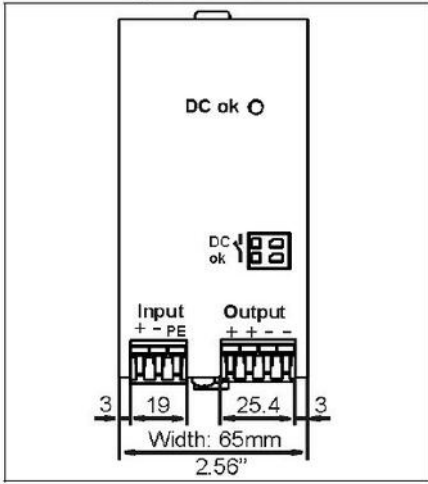 DC ok
DC
ok
Input Output
+ - PE + + - -
3 19 25.4 3
Width: 65mm
2.56"